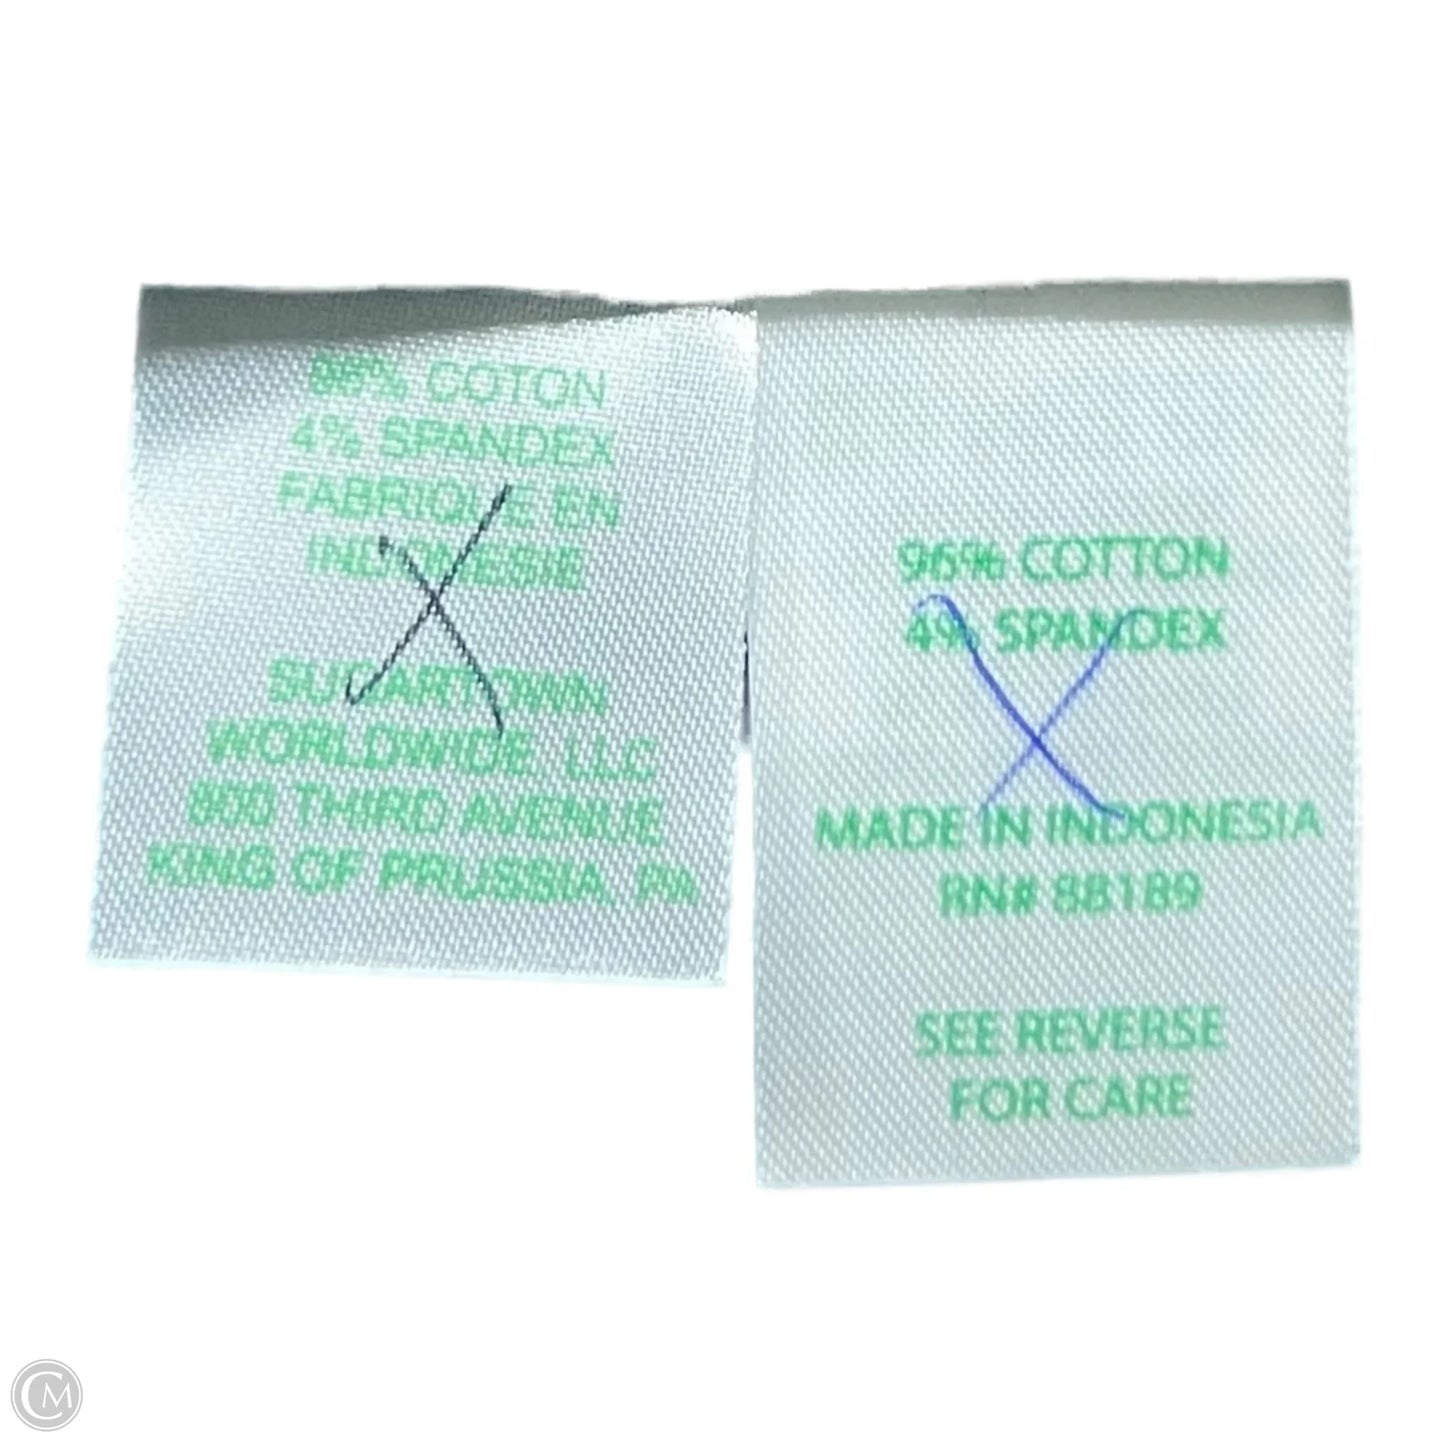 96% COTON
4% SPANDEX
FABRIQUE EN
INDONESIE
SUGARTOWN
WORLDWIDE LLC
800 THIRD AVENUE
KING OF PRUSSIA, PA
96% COTTON
4% SPANDEX
MADE IN INDONESIA
RN# 88189
SEE REVERSE
FOR CARE
CM